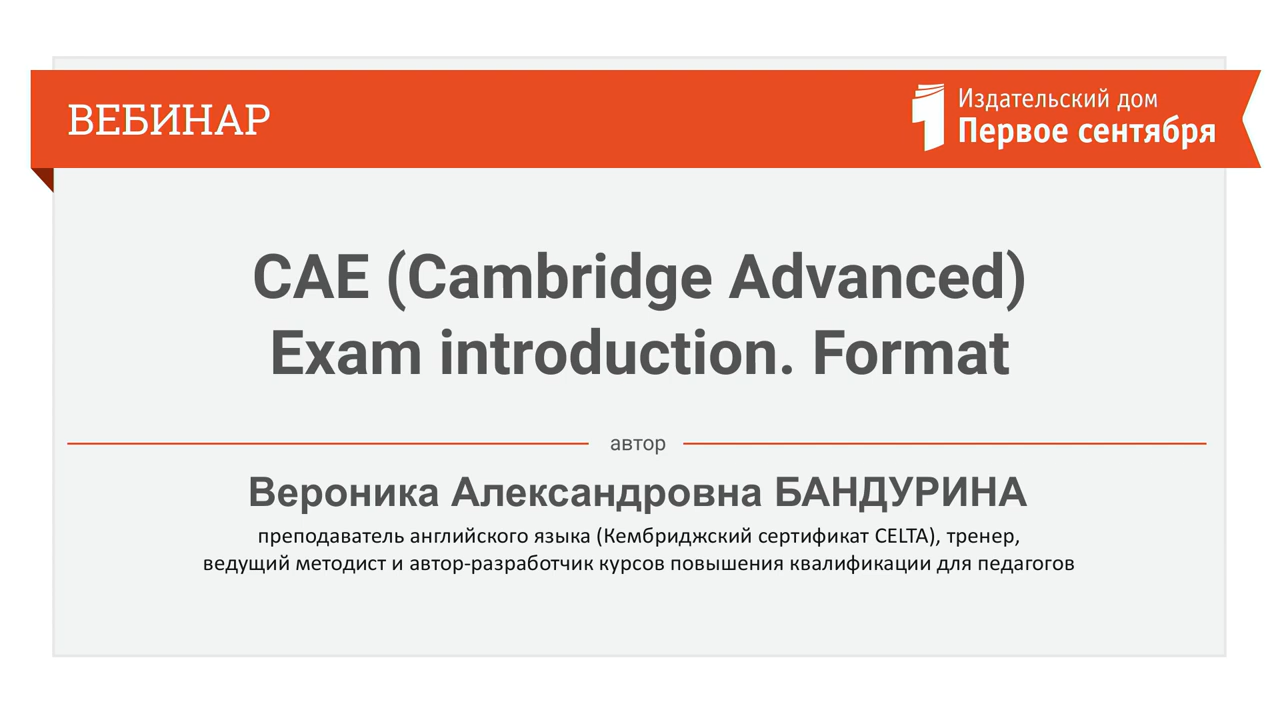 ВЕБИНАР
Издательский дом
Первое сентября
CAE (Cambridge Advanced)
Exam introduction. Format
автор
Вероника Александровна БАНДУРИНА
преподаватель английского языка (Кембриджский сертификат CELTA), тренер,
ведущий методист и автор-разработчик курсов повышения квалификации для педагогов